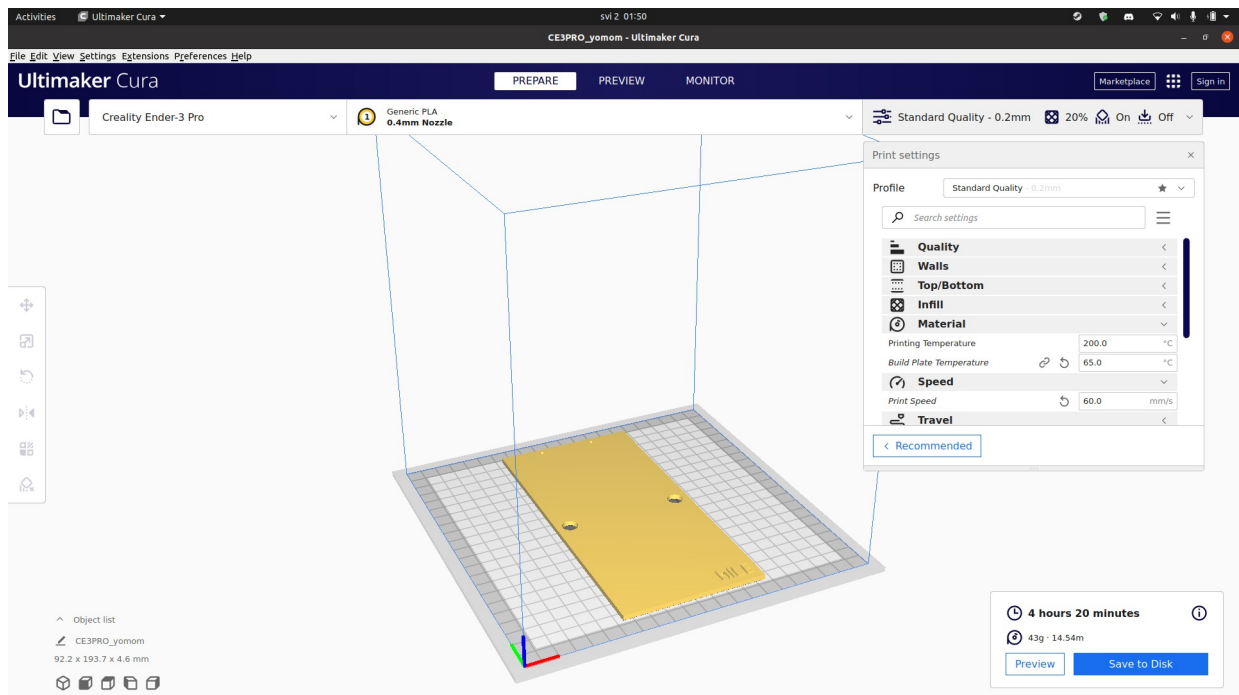 Activities Ultimaker Cura svi 2 01:50
CE3PRO_yomom - Ultimaker Cura
File Edit View Settings Extensions Preferences Help
Ultimaker Cura PREPARE PREVIEW MONITOR Marketplace Sign in
Creality Ender-3 Pro
1 Generic PLA
0.4mm Nozzle
Standard Quality - 0.2mm 20% On Off
Print settings
Profile Standard Quality - 0.2mm
Search settings
Quality
Walls
Top/Bottom
Infill
Material
Printing Temperature 200.0 °C
Build Plate Temperature 65.0 °C
Speed
Print Speed 60.0 mm/s
Travel
Recommended
Object list
CE3PRO_yomom
92.2 x 193.7 x 4.6 mm
4 hours 20 minutes
43g · 14.54m
Preview Save to Disk